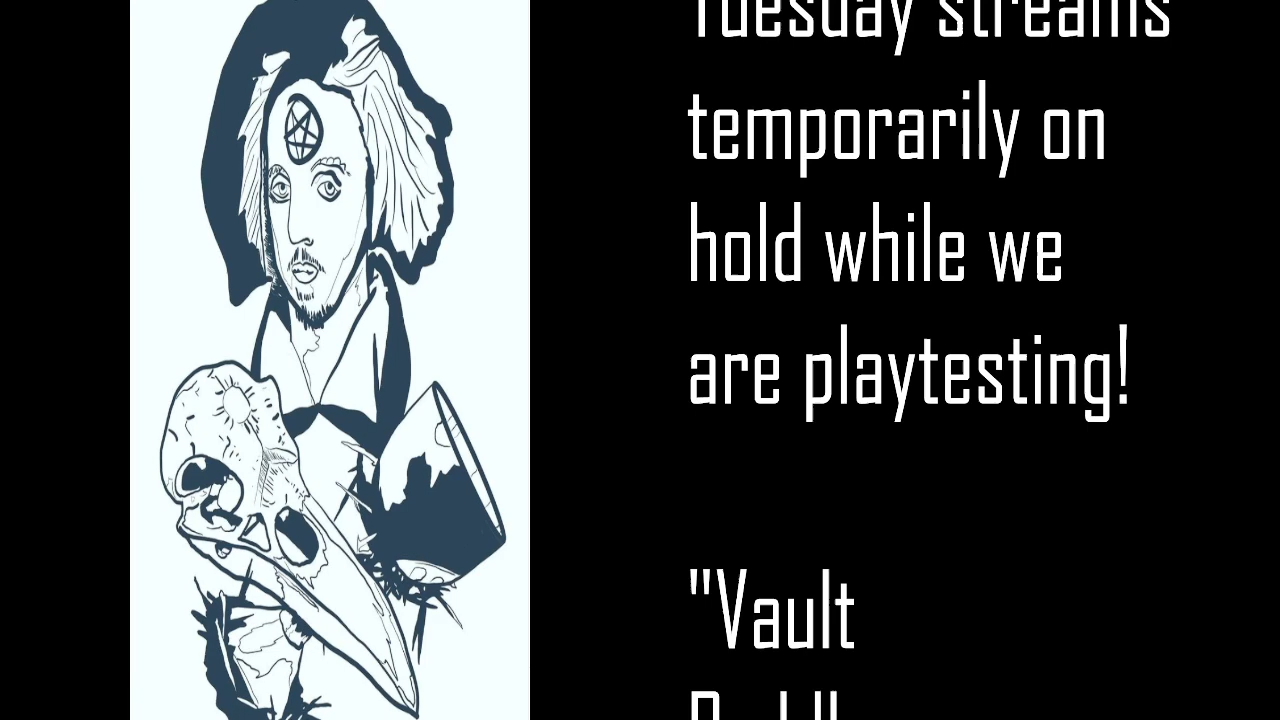 Tuesday streams
temporarily on
hold while we
are playtesting!
"Vault